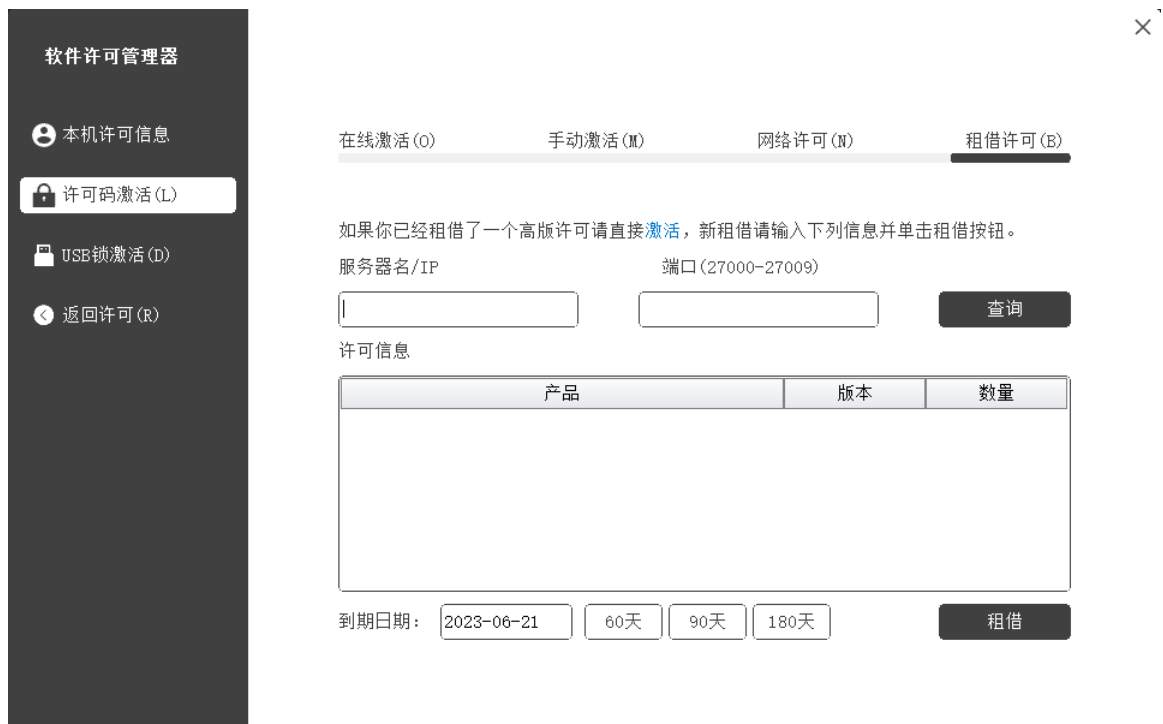 软件许可管理器
本机许可信息
许可码激活(L)
USB锁激活(D)
返回许可(R)
在线激活(O) 手动激活(M) 网络许可(N) 租借许可(B)
如果你已经租借了一个高版许可请直接激活，新租借请输入下列信息并单击租借按钮。
服务器名/IP 端口(27000-27009)
查询
许可信息
产品 版本 数量
到期日期： 2023-06-21 60天 90天 180天 租借